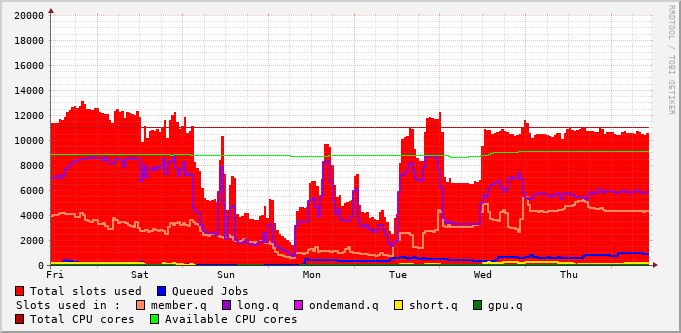 20000
18000
16000
14000
12000
10000
8000
6000
4000
2000
0
Fri Sat Sun Mon Tue Wed Thu
Total slots used Queued Jobs
Slots used in : member.q long.q ondemand.q short.q gpu.q
Total CPU cores Available CPU cores
RRDTOOL / TOBI OETIKER